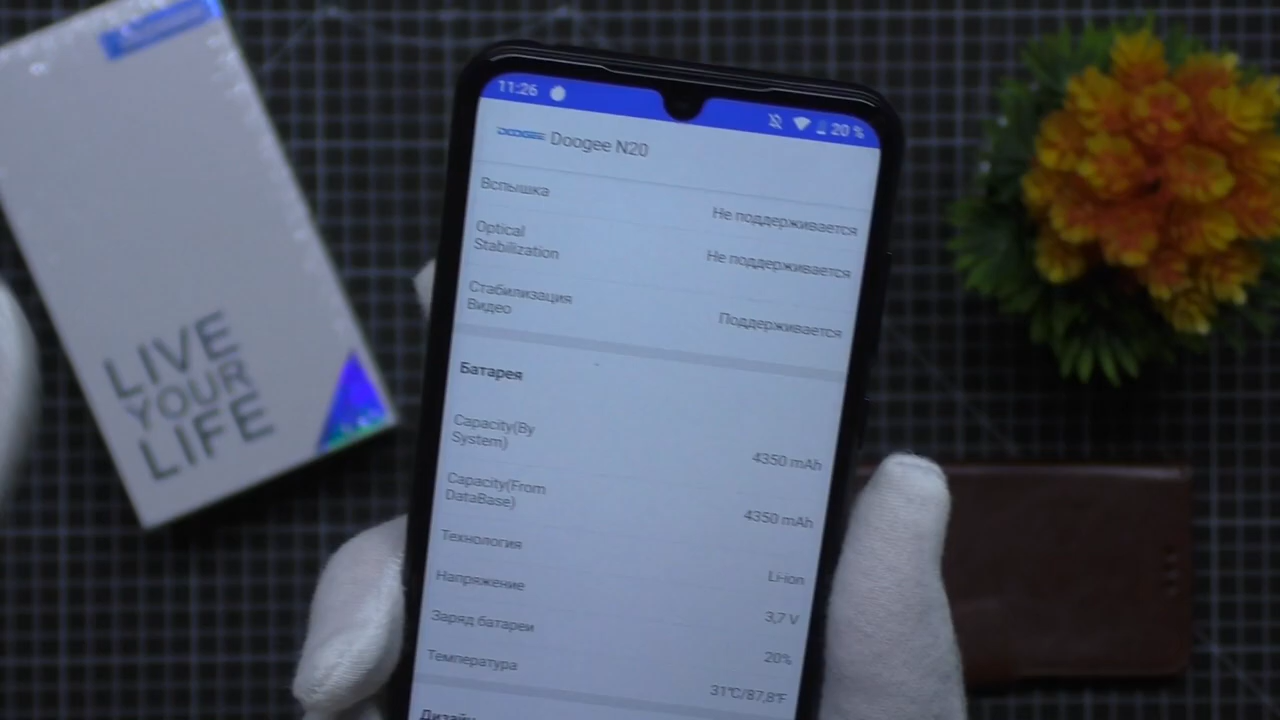 LIVE
YOUR
LIFE
11:26
20 %
DOOGEE Doogee N20
Вспышка
Не поддерживается
Optical
Stabilization
Не поддерживается
Стабилизация
Видео
Поддерживается
Батарея
Capacity(By
System)
4350 mAh
Capacity(From
DataBase)
4350 mAh
Технология
Li-ion
Напряжение
3,7 V
Заряд батареи
20%
Температура
31°C/87,8°F
Дизайн